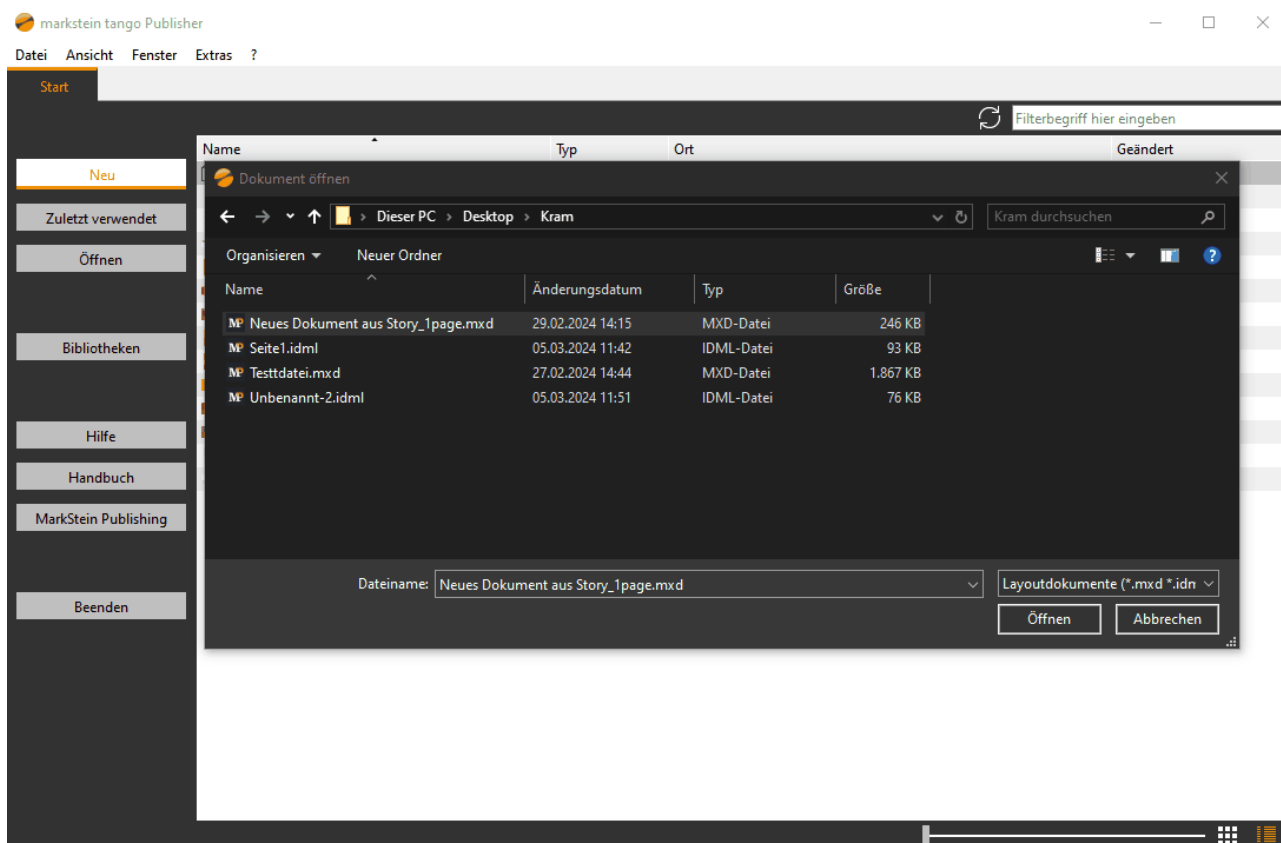 markstein tango Publisher
Datei Ansicht Fenster Extras ?
Start
Filterbegriff hier eingeben
Name Typ Ort Geändert
Neu
Zuletzt verwendet
Öffnen
Bibliotheken
Hilfe
Handbuch
MarkStein Publishing
Beenden
Dokument öffnen
Dieser PC › Desktop › Kram
Kram durchsuchen
Organisieren Neuer Ordner
Name Änderungsdatum Typ Größe
MP Neues Dokument aus Story_1page.mxd 29.02.2024 14:15 MXD-Datei 246 KB
MP Seite1.idml 05.03.2024 11:42 IDML-Datei 93 KB
MP Testtdatei.mxd 27.02.2024 14:44 MXD-Datei 1.867 KB
MP Unbenannt-2.idml 05.03.2024 11:51 IDML-Datei 76 KB
Dateiname: Neues Dokument aus Story_1page.mxd Layoutdokumente (*.mxd *.idm
Öffnen Abbrechen